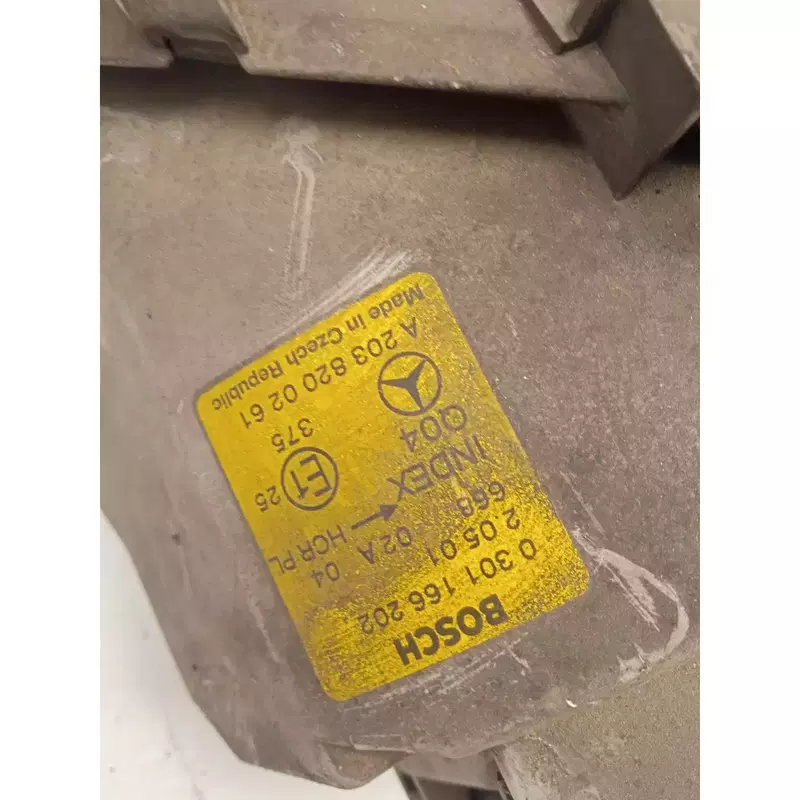 BOSCH
0 301 166 202
2.05 01 02A 04
668 HCR PL
INDEX
Q04
E1
25
375
A 203 820 02 61
Made in Czech Republic